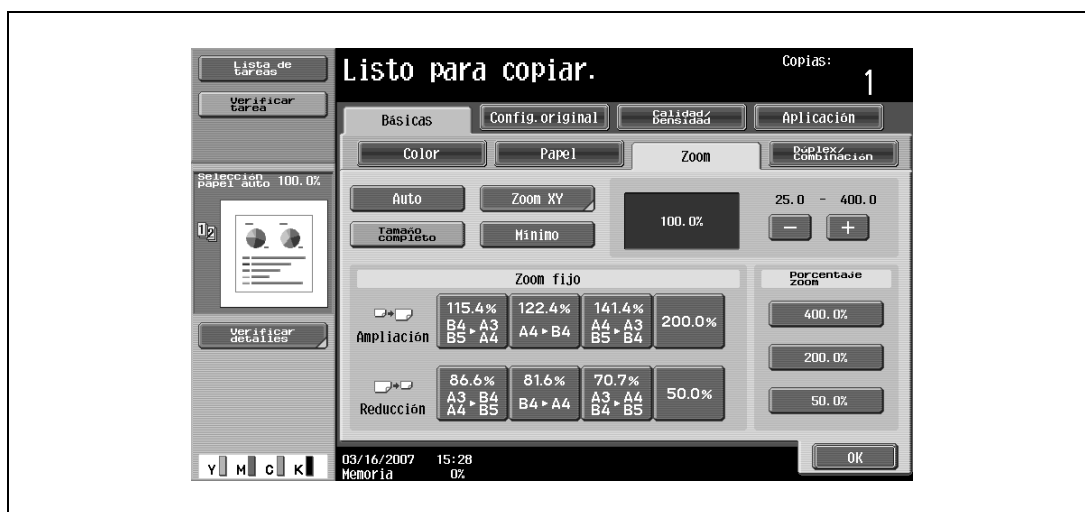 Lista de
tareas
Verificar
tarea
Selección
papel auto 100.0%
1 2
Verificar
detalles
Y M C K
Listo para copiar.
Copias:
1
Básicas
Config.original
Calidad/
Densidad
Aplicación
Color
Papel
Zoom
Dúplex/
Combinación
Auto
Zoom XY
100.0%
25.0 - 400.0
Tamaño
completo
Mínimo
− +
Zoom fijo
Ampliación
115.4%
B4 ▸ A3
B5 ▸ A4
122.4%
A4 ▸ B4
141.4%
A4 ▸ A3
B5 ▸ B4
200.0%
Reducción
86.6%
A3 ▸ B4
A4 ▸ B5
81.6%
B4 ▸ A4
70.7%
A3 ▸ A4
B4 ▸ B5
50.0%
Porcentaje
zoom
400.0%
200.0%
50.0%
03/16/2007 15:28
Memoria 0%
OK